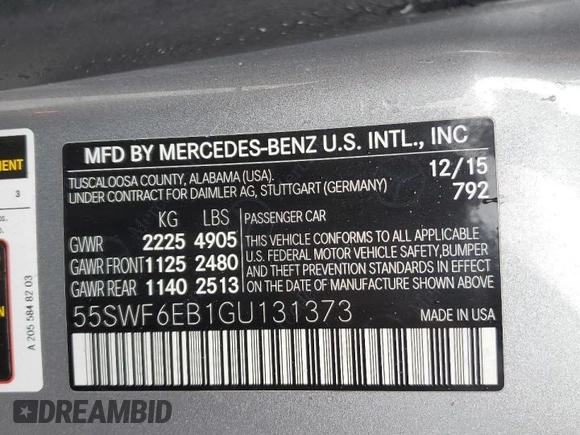 MFD BY MERCEDES-BENZ U.S. INTL., INC
TUSCALOOSA COUNTY, ALABAMA (USA).
UNDER CONTRACT FOR DAIMLER AG, STUTTGART (GERMANY)
12/15
792
KG LBS
GVWR 2225 4905
GAWR FRONT 1125 2480
GAWR REAR 1140 2513
PASSENGER CAR
THIS VEHICLE CONFORMS TO ALL APPLICABLE
U.S. FEDERAL MOTOR VEHICLE SAFETY,BUMPER
AND THEFT PREVENTION STANDARDS IN EFFECT
ON THE DATE OF MANUFACTURE SHOWN ABOVE.
55SWF6EB1GU131373
MADE IN USA
3
A 205 584 82 03
DREAMBID